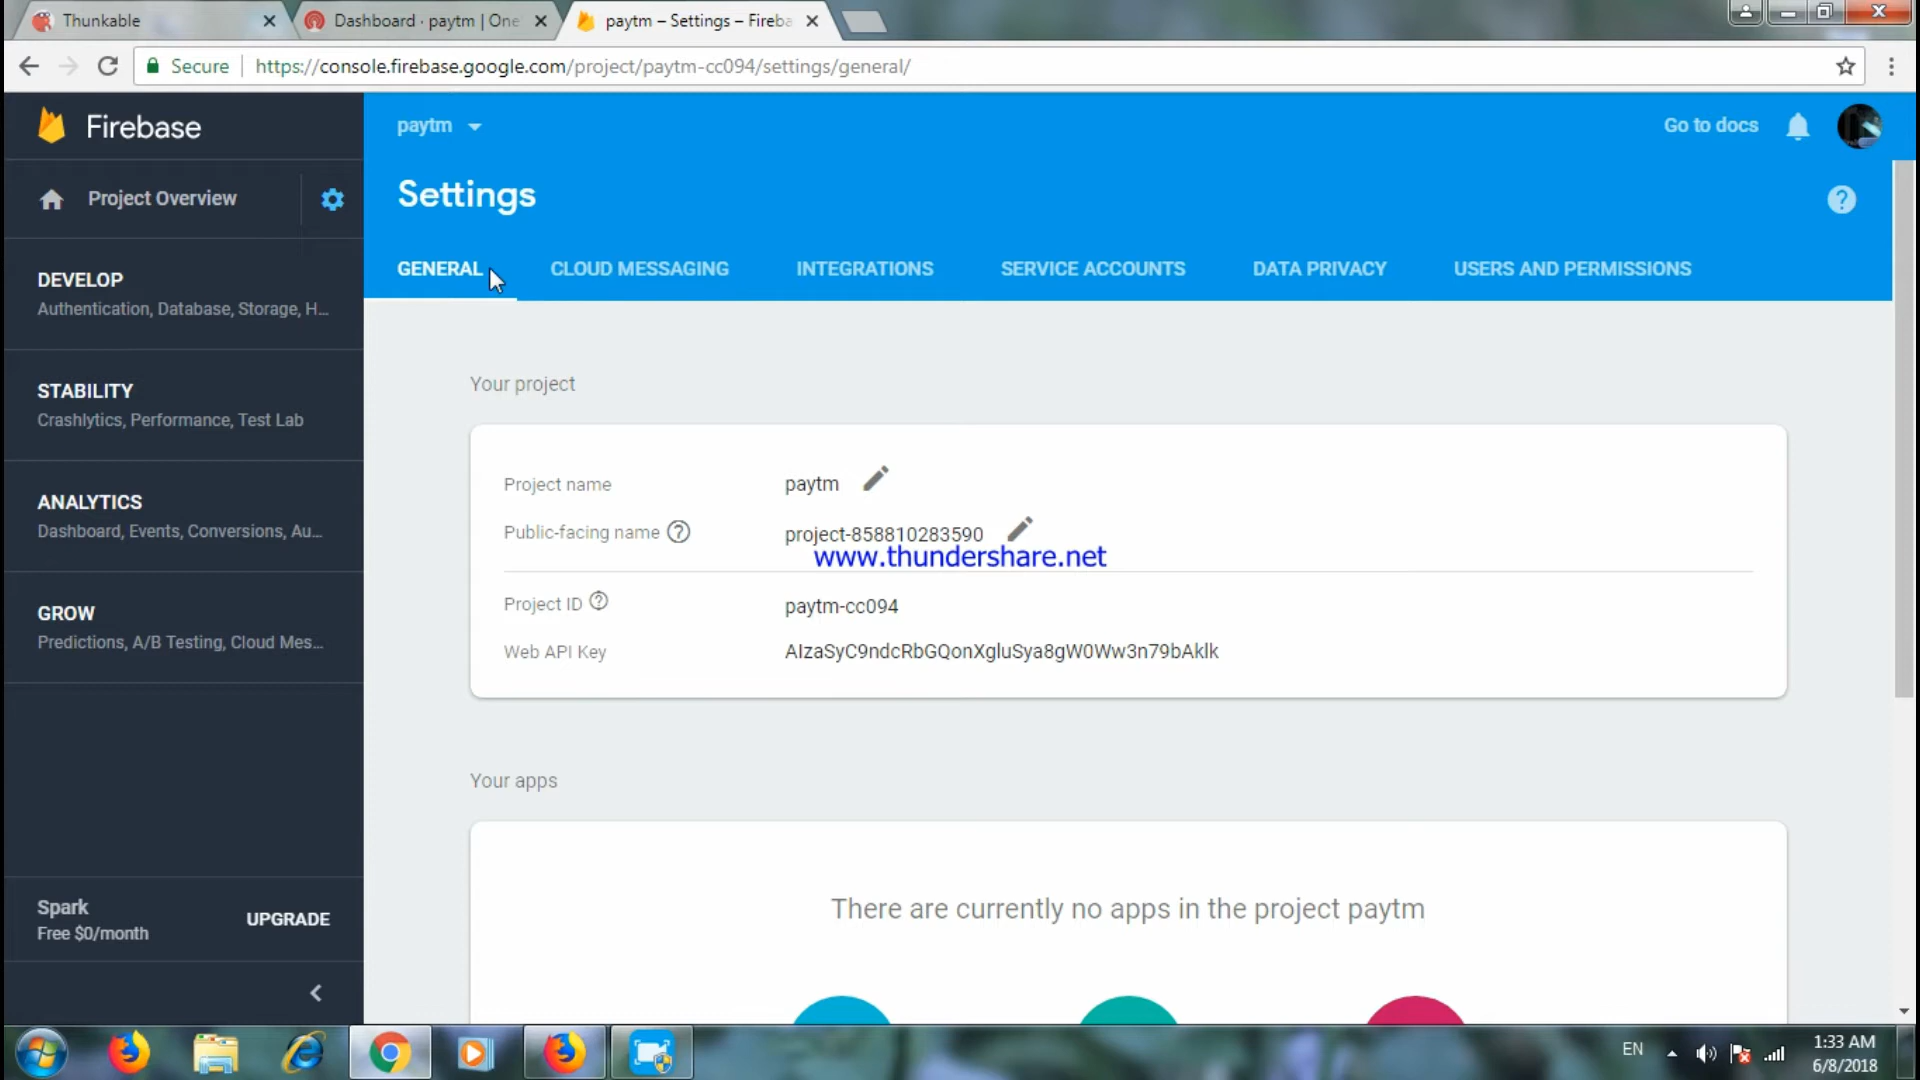 Thunkable
Dashboard · paytm | One
paytm – Settings – Fireba
Secure
https://console.firebase.google.com/project/paytm-cc094/settings/general/
Firebase
paytm
Go to docs
Project Overview
Settings
GENERAL
CLOUD MESSAGING
INTEGRATIONS
SERVICE ACCOUNTS
DATA PRIVACY
USERS AND PERMISSIONS
DEVELOP
Authentication, Database, Storage, H...
STABILITY
Crashlytics, Performance, Test Lab
ANALYTICS
Dashboard, Events, Conversions, Au...
GROW
Predictions, A/B Testing, Cloud Mes...
Spark
Free $0/month
UPGRADE
Your project
Project name
paytm
Public-facing name
project-858810283590
www.thundershare.net
Project ID
paytm-cc094
Web API Key
AIzaSyC9ndcRbGQonXgluSya8gW0Ww3n79bAklk
Your apps
There are currently no apps in the project paytm
EN
1:33 AM
6/8/2018